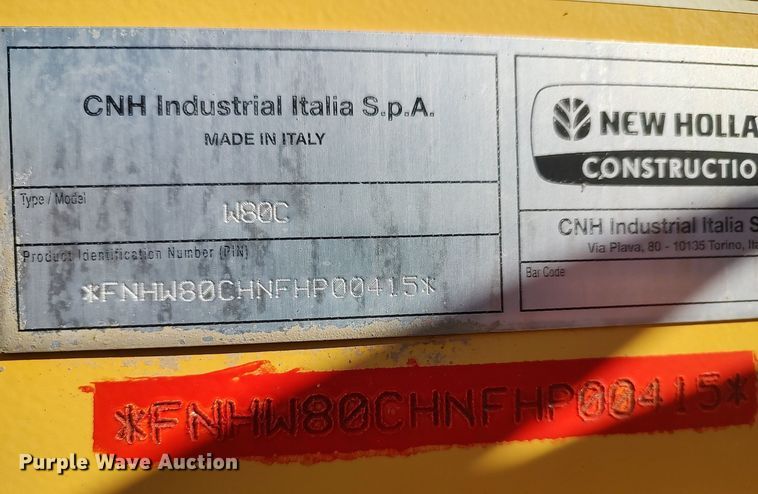 CNH Industrial Italia S.p.A.
MADE IN ITALY
Type / Model
W80C
Product Identification Number (PIN)
*FNHW80CHNFHP00415*
NEW HOLLA
CONSTRUCTIO
CNH Industrial Italia S
Via Plava, 80 - 10135 Torino, Ita
Bar Code
*FNHW80CHNFHP00415*
Purple Wave Auction